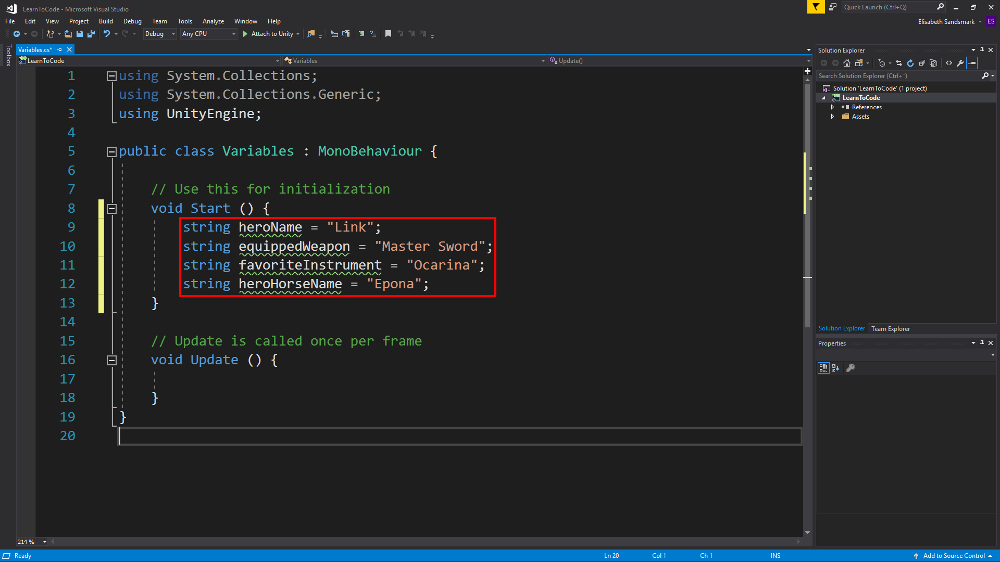 LearnToCode - Microsoft Visual Studio
Quick Launch (Ctrl+Q)
File Edit View Project Build Debug Team Tools Analyze Window Help
Elisabeth Sandsmark ES
Debug Any CPU Attach to Unity
Toolbox
Variables.cs*
LearnToCode Variables Update()
1 using System.Collections;
2 using System.Collections.Generic;
3 using UnityEngine;
4
5 public class Variables : MonoBehaviour {
6
7 // Use this for initialization
8 void Start () {
9 string heroName = "Link";
10 string equippedWeapon = "Master Sword";
11 string favoriteInstrument = "Ocarina";
12 string heroHorseName = "Epona";
13 }
14
15 // Update is called once per frame
16 void Update () {
17
18 }
19 }
20
214 %
Solution Explorer
Search Solution Explorer (Ctrl+¨)
Solution 'LearnToCode' (1 project)
LearnToCode
References
Assets
Solution Explorer Team Explorer
Properties
Ready Ln 20 Col 1 Ch 1 INS Add to Source Control